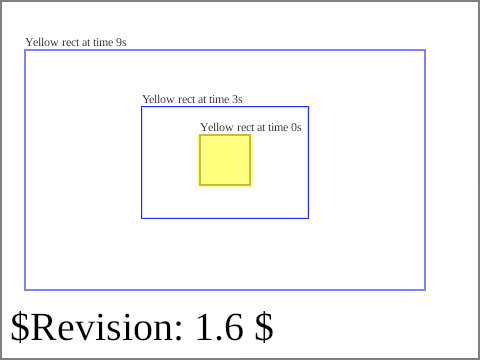 Yellow rect at time 9s
Yellow rect at time 3s
Yellow rect at time 0s
$Revision: 1.6 $